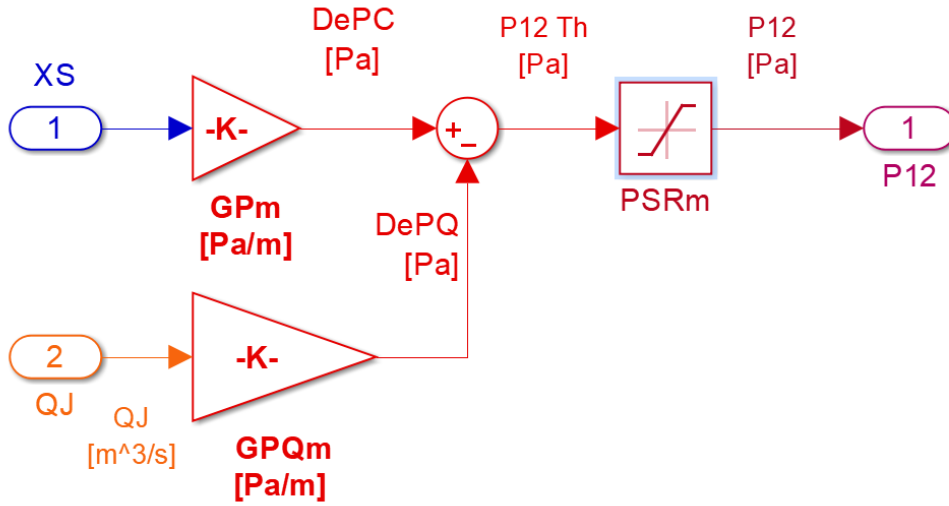 DePC
[Pa]
P12 Th
[Pa]
P12
[Pa]
XS
1
-K-
GPm
[Pa/m]
+
–
PSRm
1
P12
DePQ
[Pa]
2
QJ
QJ
[m^3/s]
-K-
GPQm
[Pa/m]